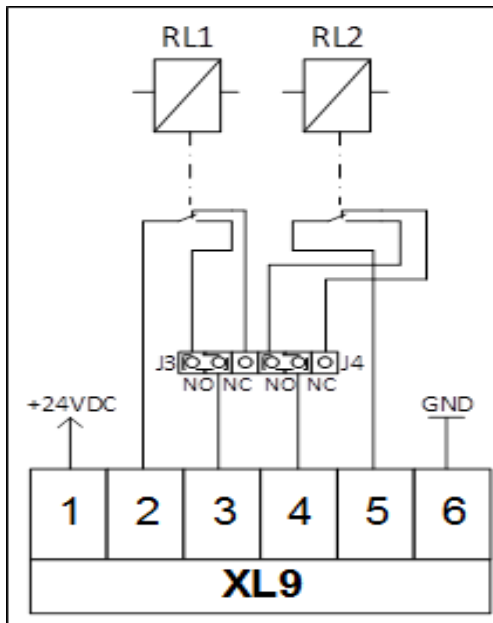 RL1 RL2
J3 J4
NO NC NO NC
+24VDC GND
1 2 3 4 5 6
XL9